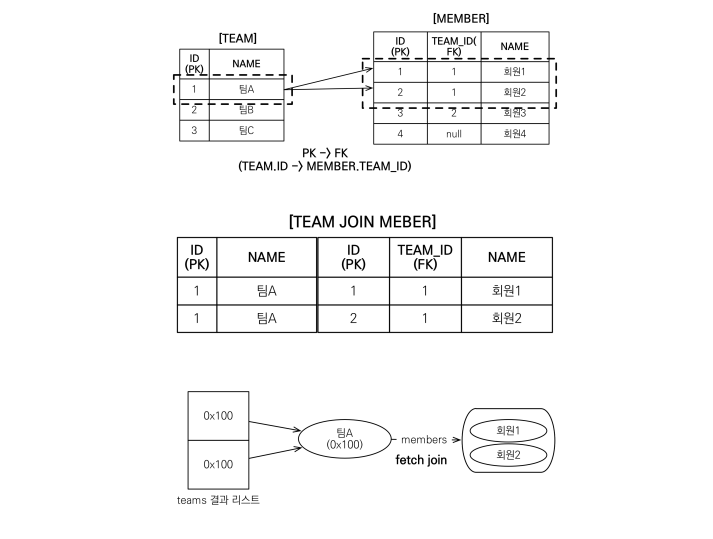 [TEAM]
ID
(PK)
NAME
1 팀A
2 팀B
3 팀C
[MEMBER]
ID
(PK)
TEAM_ID(
FK)
NAME
1 1 회원1
2 1 회원2
3 2 회원3
4 null 회원4
PK -> FK
(TEAM.ID -> MEMBER.TEAM_ID)
[TEAM JOIN MEBER]
ID
(PK)
NAME
ID
(PK)
TEAM_ID
(FK)
NAME
1 팀A 1 1 회원1
1 팀A 2 1 회원2
0x100
0x100
teams 결과 리스트
팀A
(0x100)
members
fetch join
회원1
회원2